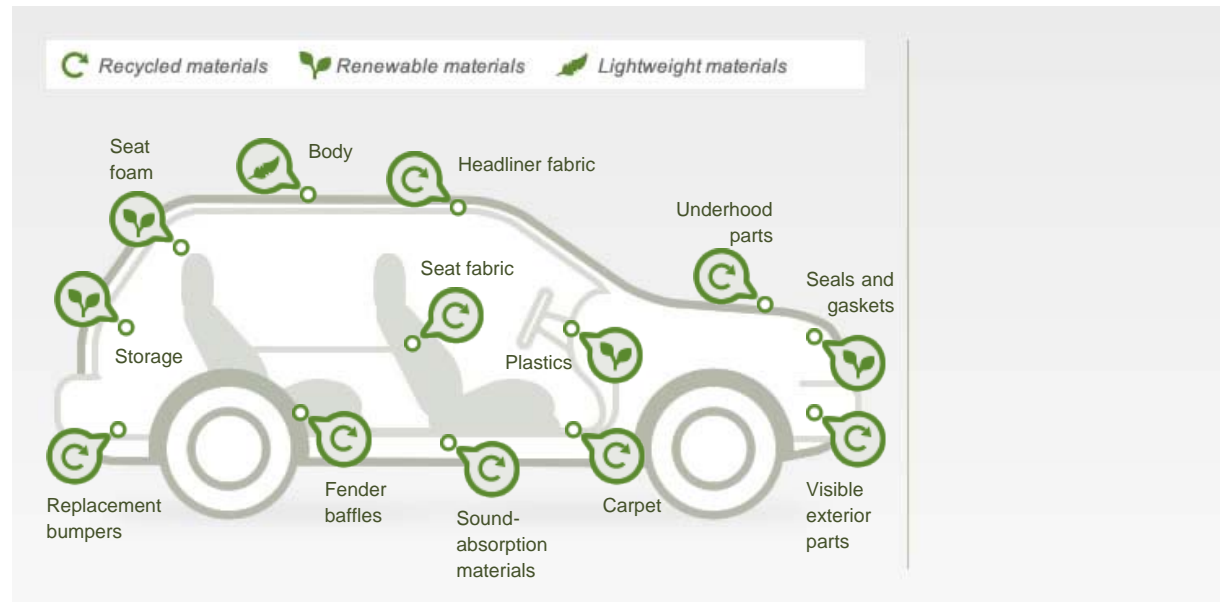 Recycled materials Renewable materials Lightweight materials
Seat
foam
Body
Headliner fabric
Underhood
parts
Seat fabric
Seals and
gaskets
Storage
Plastics
Replacement
bumpers
Fender
baffles
Sound-
absorption
materials
Carpet
Visible
exterior
parts